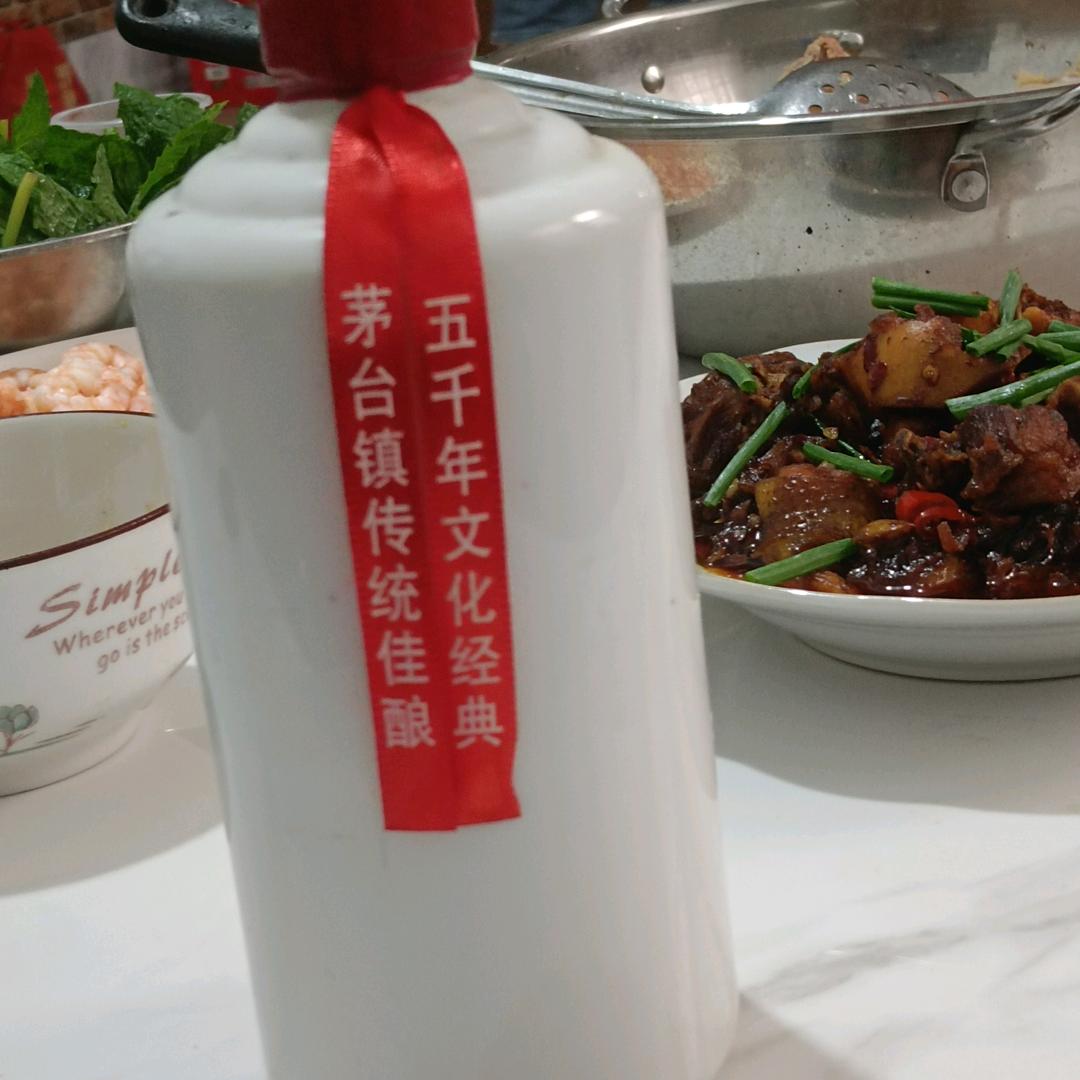 五千年文化经典
茅台镇传统佳酿
Simple
Wherever you
go is the